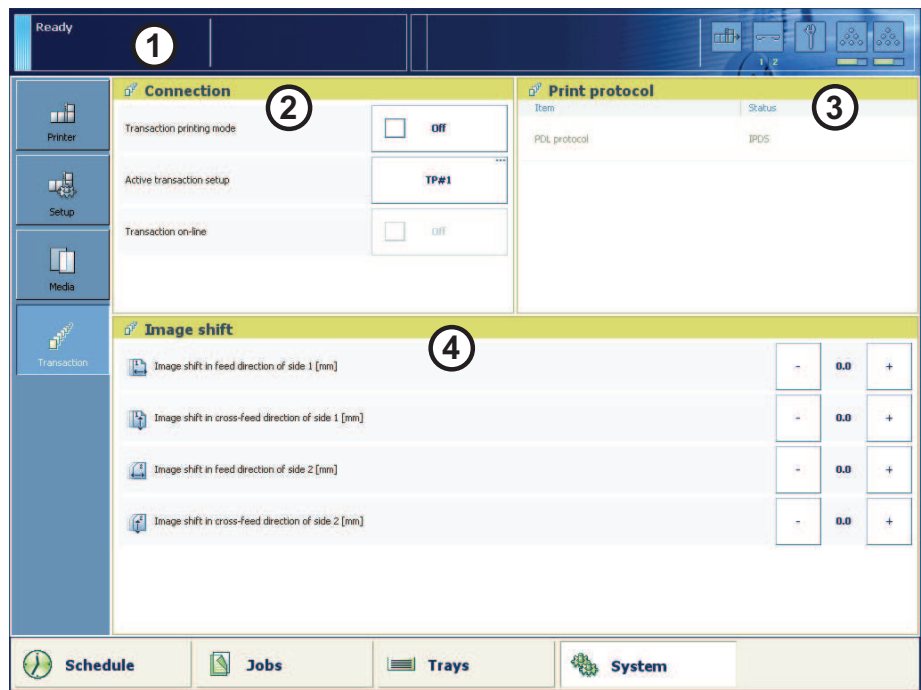 Ready
1
1 2
Printer
Setup
Media
Transaction
Connection
2
Transaction printing mode
Off
Active transaction setup
TP#1
...
Transaction on-line
Off
Print protocol
3
Item Status
PDL protocol IPDS
Image shift
4
Image shift in feed direction of side 1 [mm] - 0.0 +
Image shift in cross-feed direction of side 1 [mm] - 0.0 +
Image shift in feed direction of side 2 [mm] - 0.0 +
Image shift in cross-feed direction of side 2 [mm] - 0.0 +
Schedule Jobs Trays System